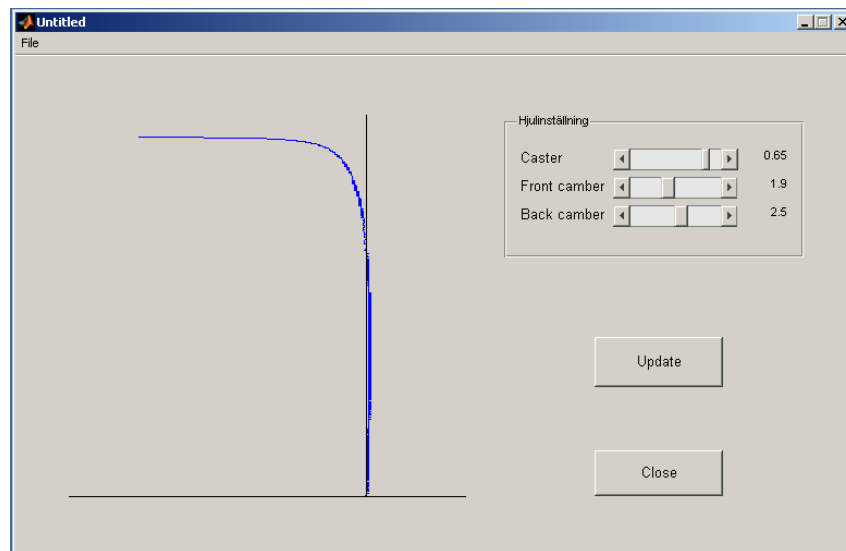 Untitled
File
Hjulinställning
Caster 0.65
Front camber 1.9
Back camber 2.5
Update
Close